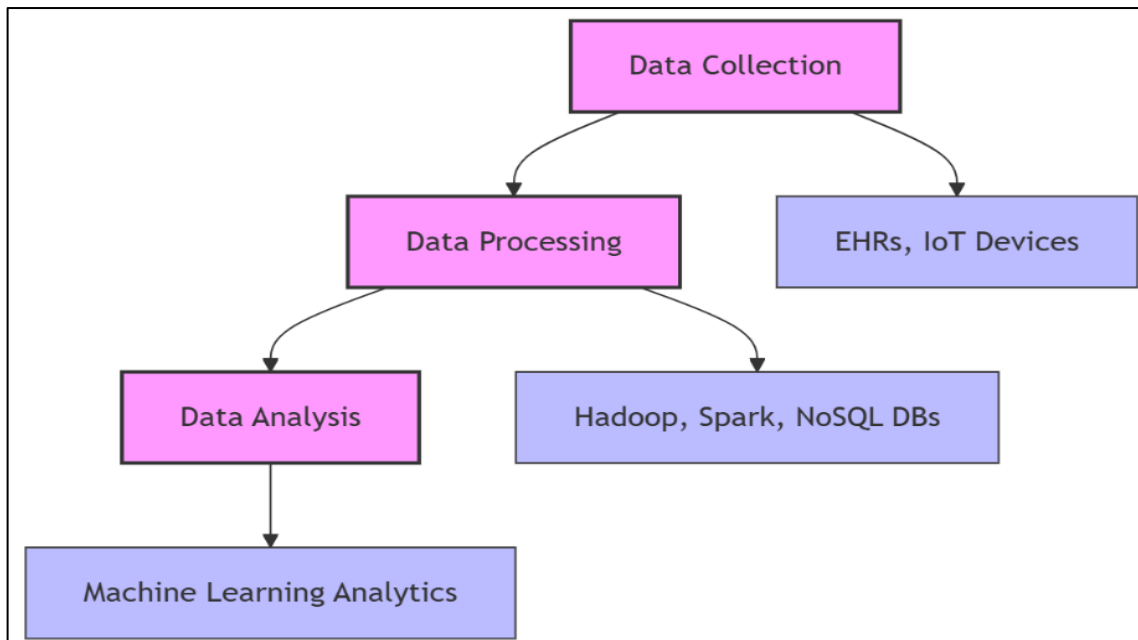 Data Collection
Data Processing
EHRs, IoT Devices
Data Analysis
Hadoop, Spark, NoSQL DBs
Machine Learning Analytics